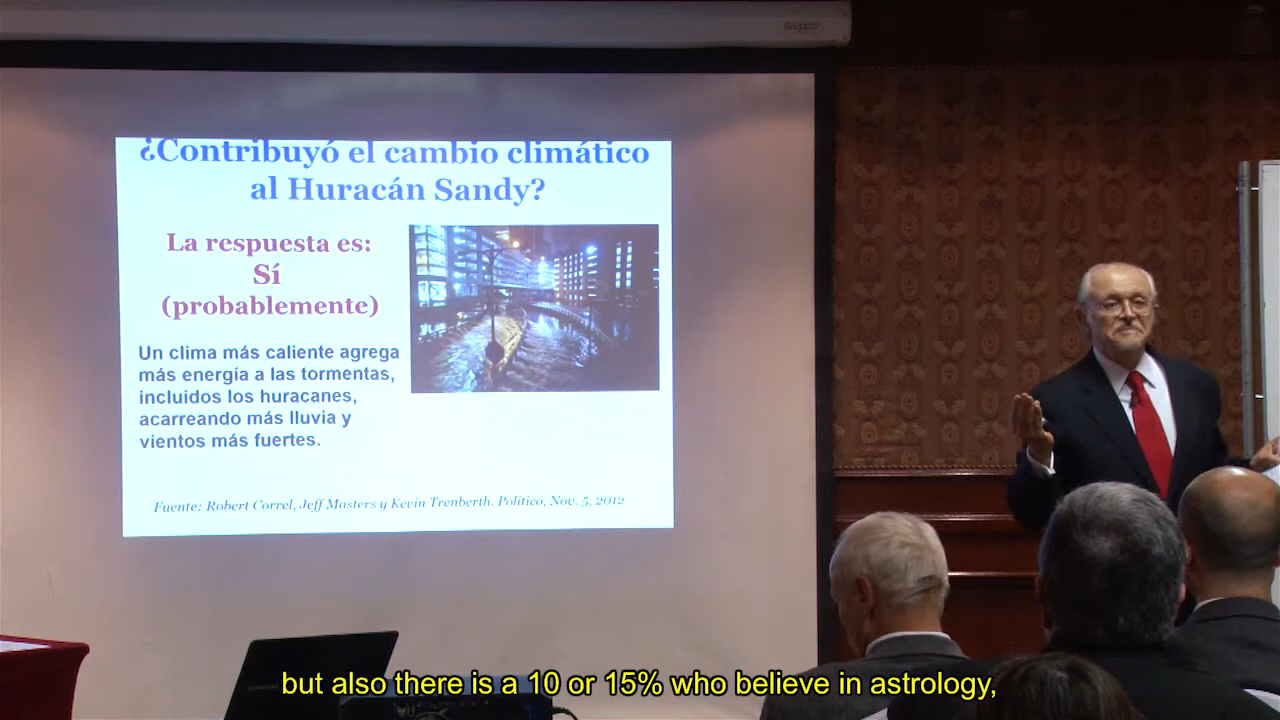 ¿Contribuyó el cambio climático
al Huracán Sandy?
La respuesta es:
Sí
(probablemente)
Un clima más caliente agrega
más energía a las tormentas,
incluidos los huracanes,
acarreando más lluvia y
vientos más fuertes.
Fuente: Robert Correl, Jeff Masters y Kevin Trenberth. Político, Nov. 5, 2012
but also there is a 10 or 15% who believe in astrology,